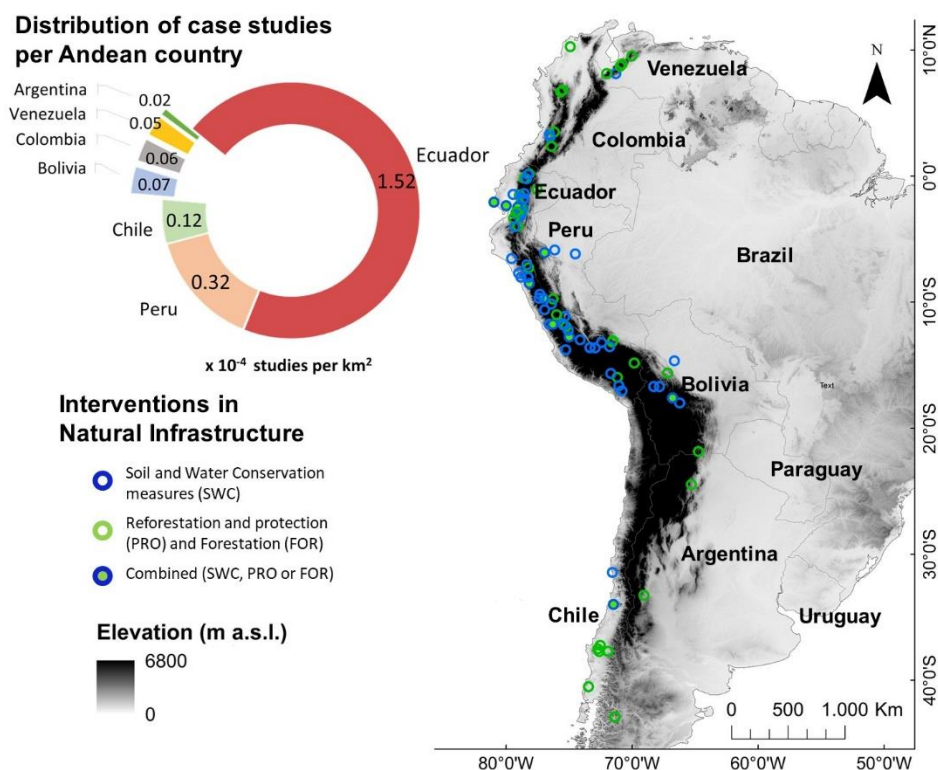 Distribution of case studies
per Andean country
Argentina
Venezuela
Colombia
Bolivia
Chile
Peru
Ecuador
0.02
0.05
0.06
0.07
0.12
0.32
1.52
x 10⁻⁴ studies per km²
Interventions in
Natural Infrastructure
Soil and Water Conservation
measures (SWC)
Reforestation and protection
(PRO) and Forestation (FOR)
Combined (SWC, PRO or FOR)
Elevation (m a.s.l.)
6800
0
N
Venezuela
Colombia
Ecuador
Peru
Brazil
Bolivia
Text
Paraguay
Argentina
Chile
Uruguay
0 500 1.000 Km
10°0'N
0°0'
10°0'S
20°0'S
30°0'S
40°0'S
80°0'W 70°0'W 60°0'W 50°0'W